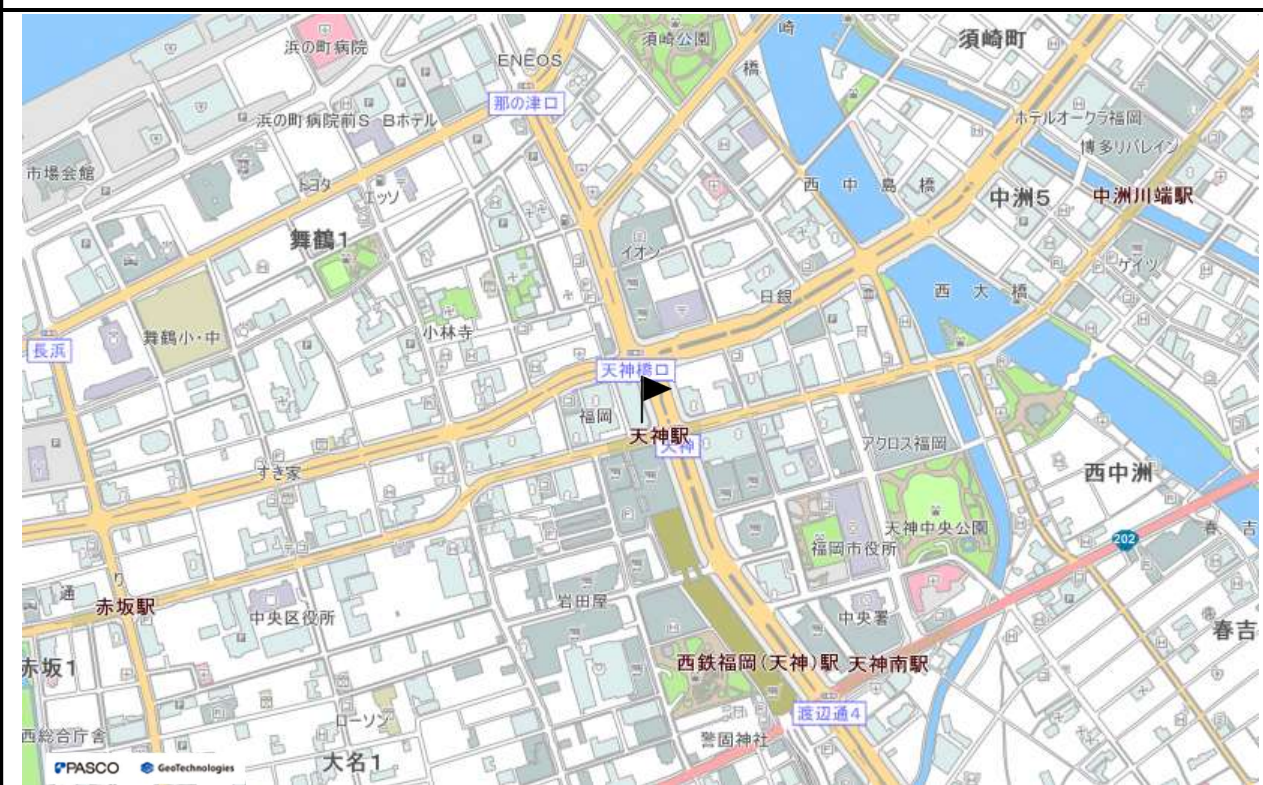 浜の町病院
須崎公園
崎
橋
須崎町
ENEOS
那の津口
浜の町病院前S-Bホテル
ホテルオークラ福岡
博多リバレイン
市場会館
トヨタ
エッソ
西中島橋
中洲5
中洲川端駅
舞鶴1
イオン
ゲイツ
日銀
西大橋
舞鶴小・中
小林寺
長浜
天神橋口
福岡
天神駅
天神
アクロス福岡
すき家
西中洲
天神中央公園
202
春吉
福岡市役所
通り
赤坂駅
中央区役所
岩田屋
中央署
春吉
赤坂1
西鉄福岡(天神)駅
天神南駅
ローソン
渡辺通4
西総合庁舎
大名1
警固神社
PASCO
GeoTechnologies